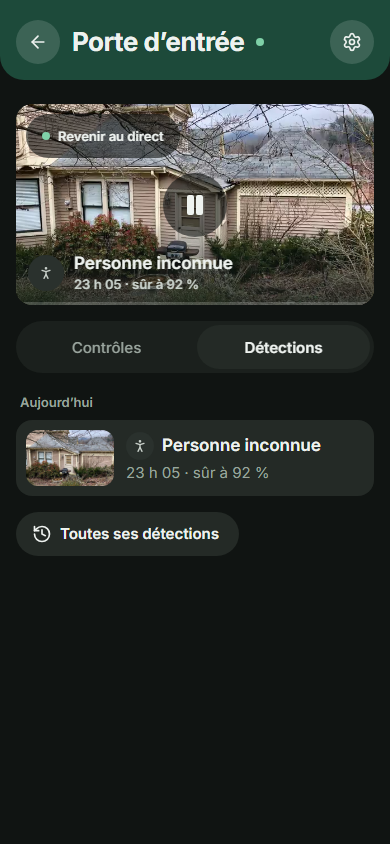 Porte d’entrée
Revenir au direct
Personne inconnue
23 h 05 · sûr à 92 %
Contrôles
Détections
Aujourd’hui
Personne inconnue
23 h 05 · sûr à 92 %
Toutes ses détections